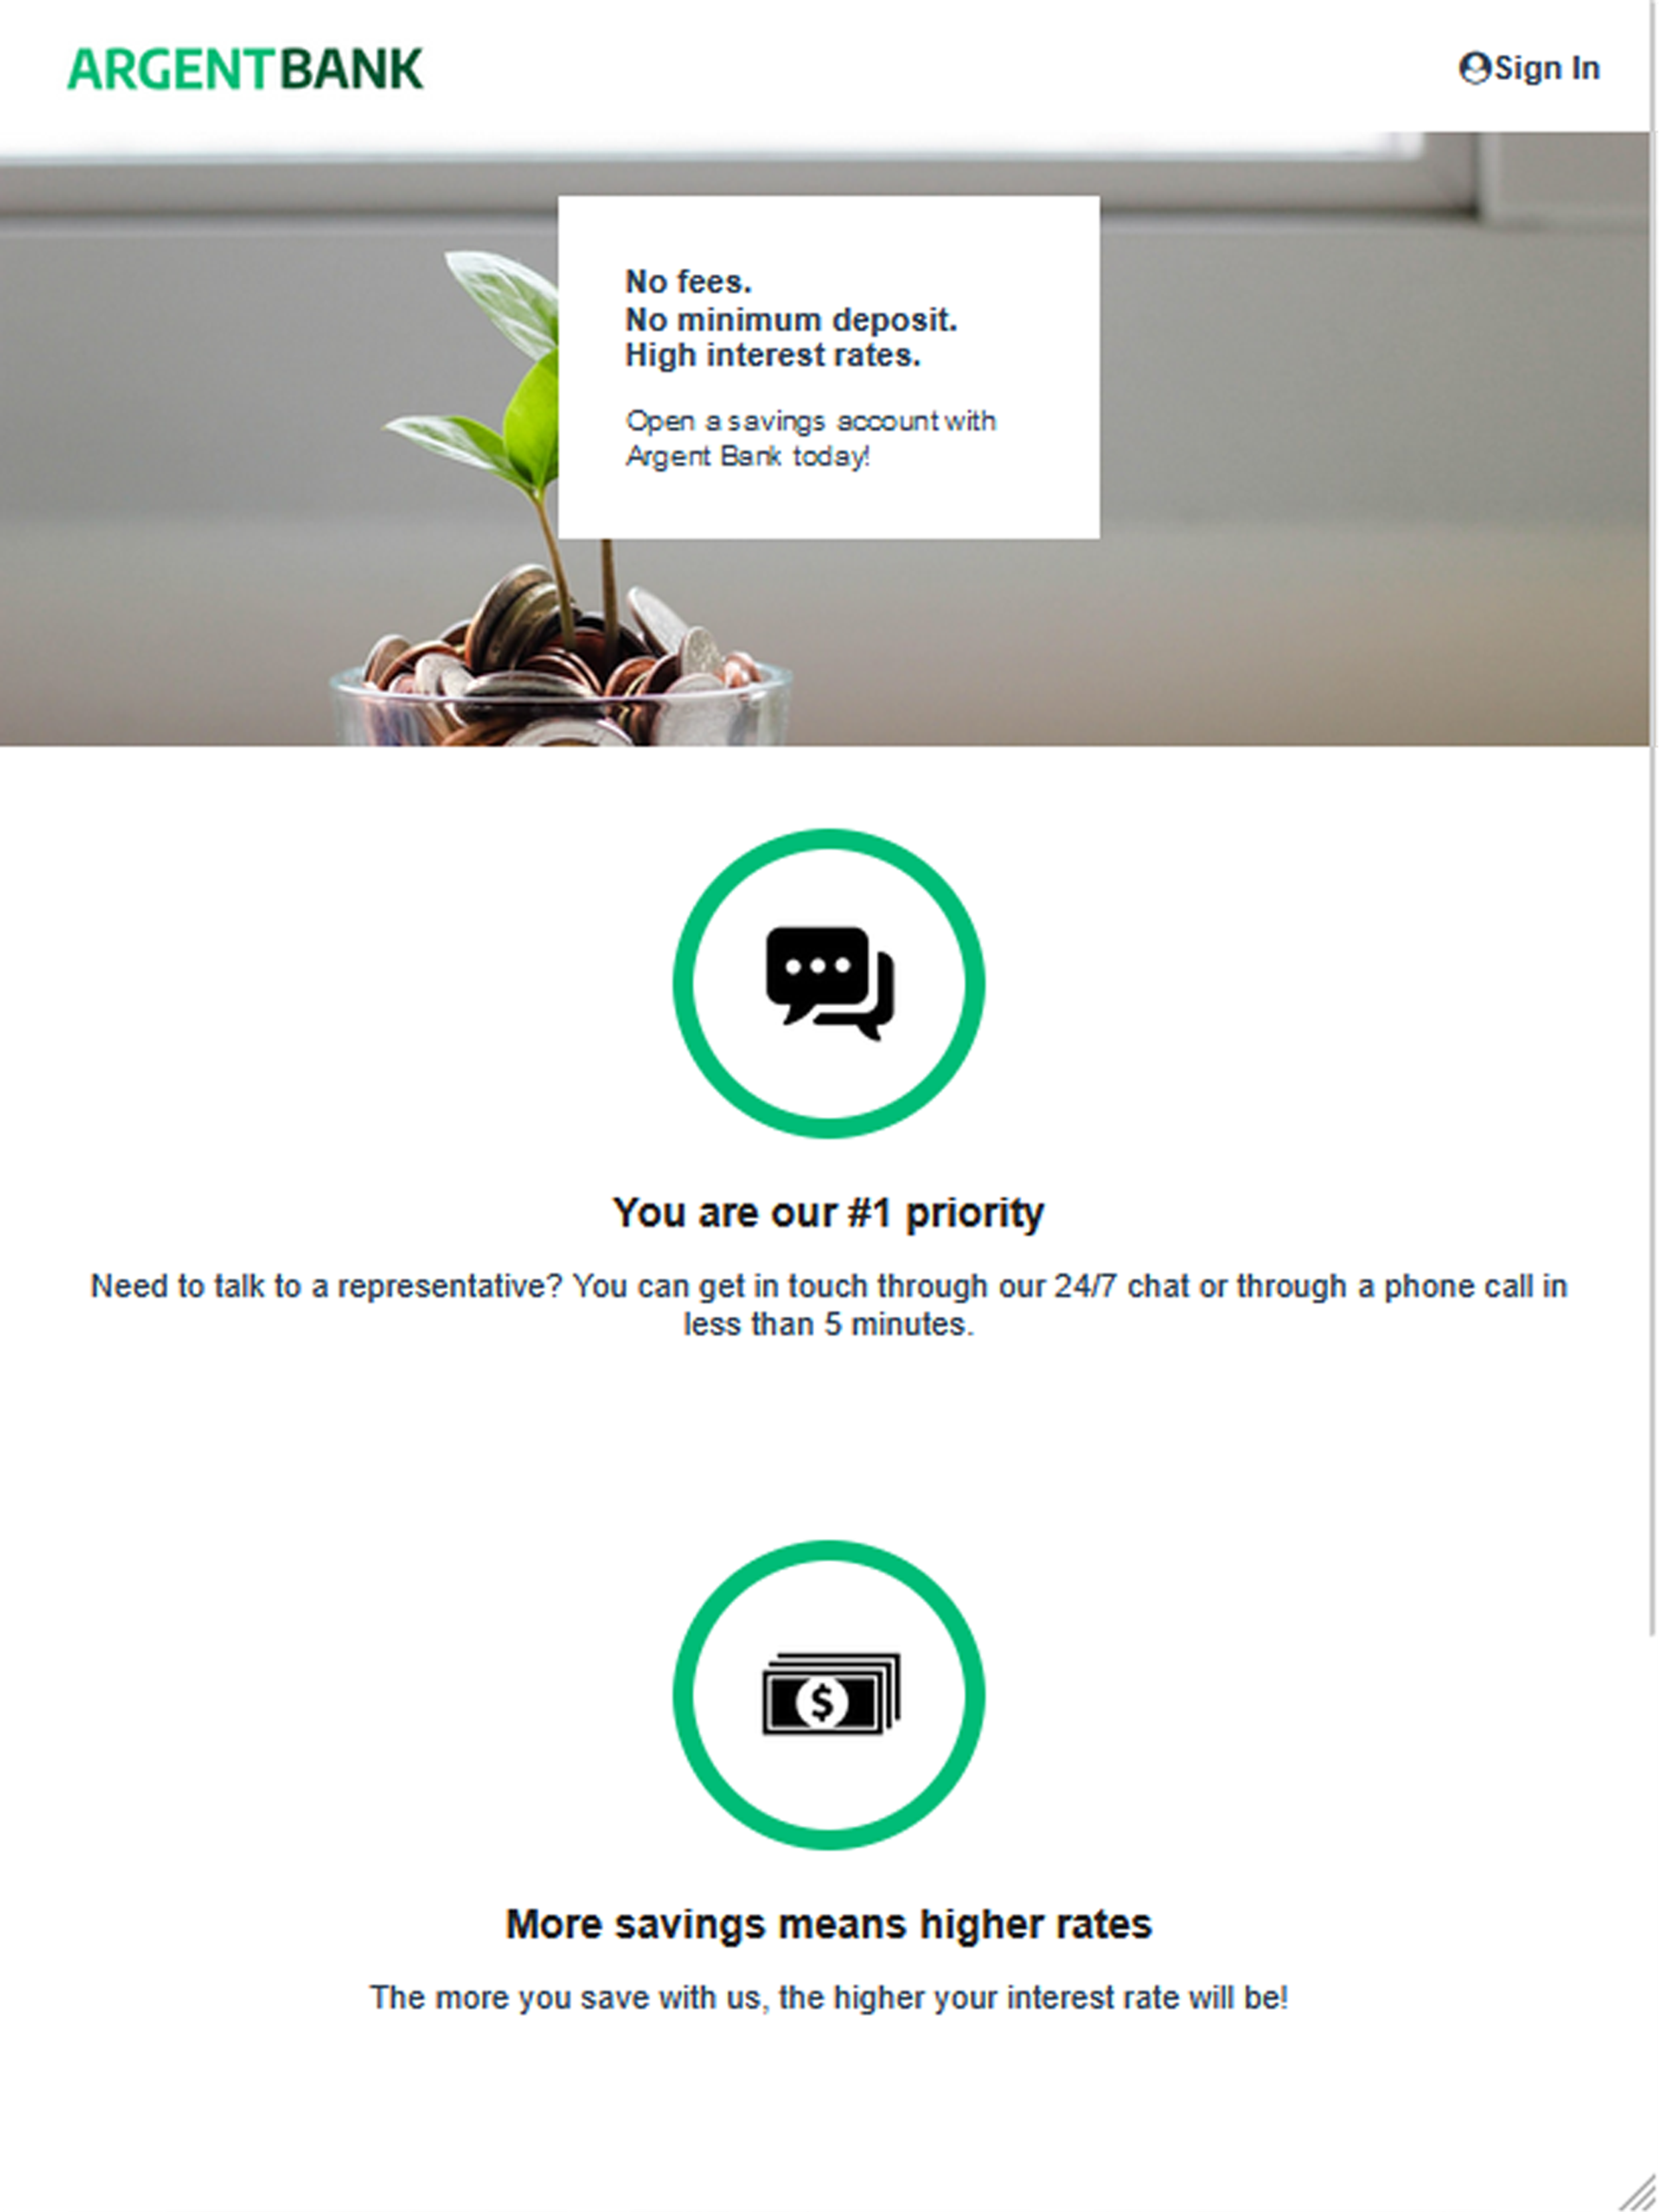 ARGENTBANK
Sign In
No fees.
No minimum deposit.
High interest rates.
Open a savings account with
Argent Bank today!
You are our #1 priority
Need to talk to a representative? You can get in touch through our 24/7 chat or through a phone call in
less than 5 minutes.
$
More savings means higher rates
The more you save with us, the higher your interest rate will be!